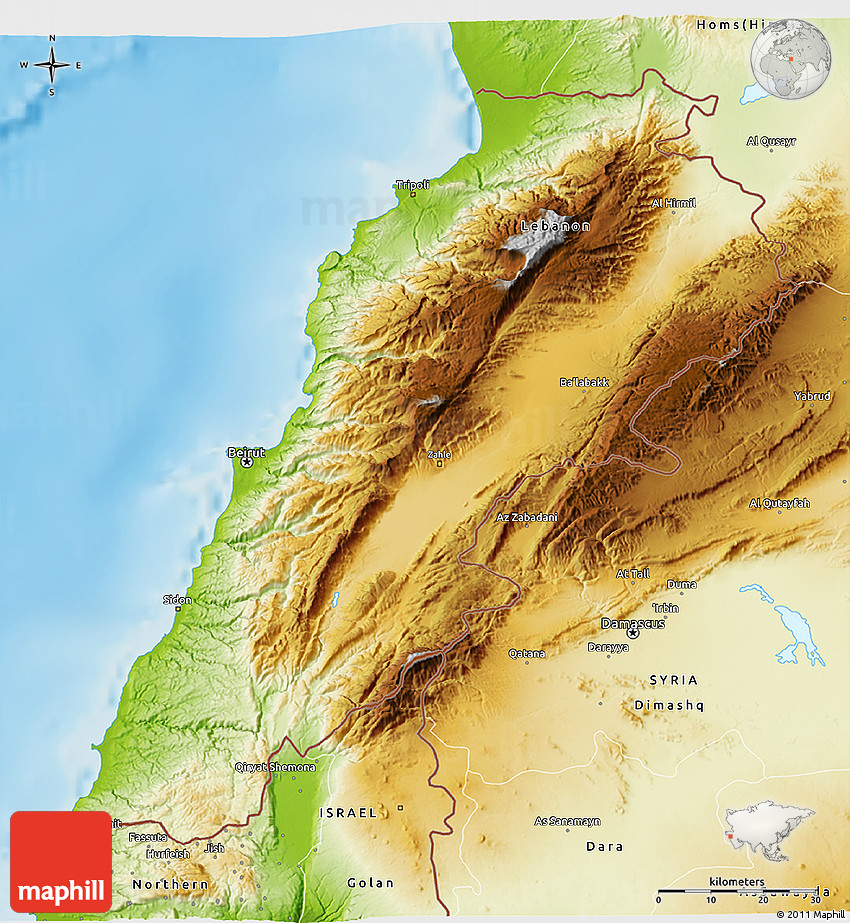 Homs(Hi
N
W E
S
Al Qusayr
Tripoli
Al Hirmil
Lebanon
Ba'labakk
Yabrud
Beirut
Zahle
Al Qutayfah
Az Zabadani
At Tall
Duma
Sidon
'Irbin
Damascus
Darayya
Qatana
SYRIA
Dimashq
Qiryat Shemona
ISRAEL
As Sanamayn
Fassuta
Jish
Hurfeish
Dara
Northern
Golan
maphill
kilometers
0 10 20 30
© 2011 Maphill